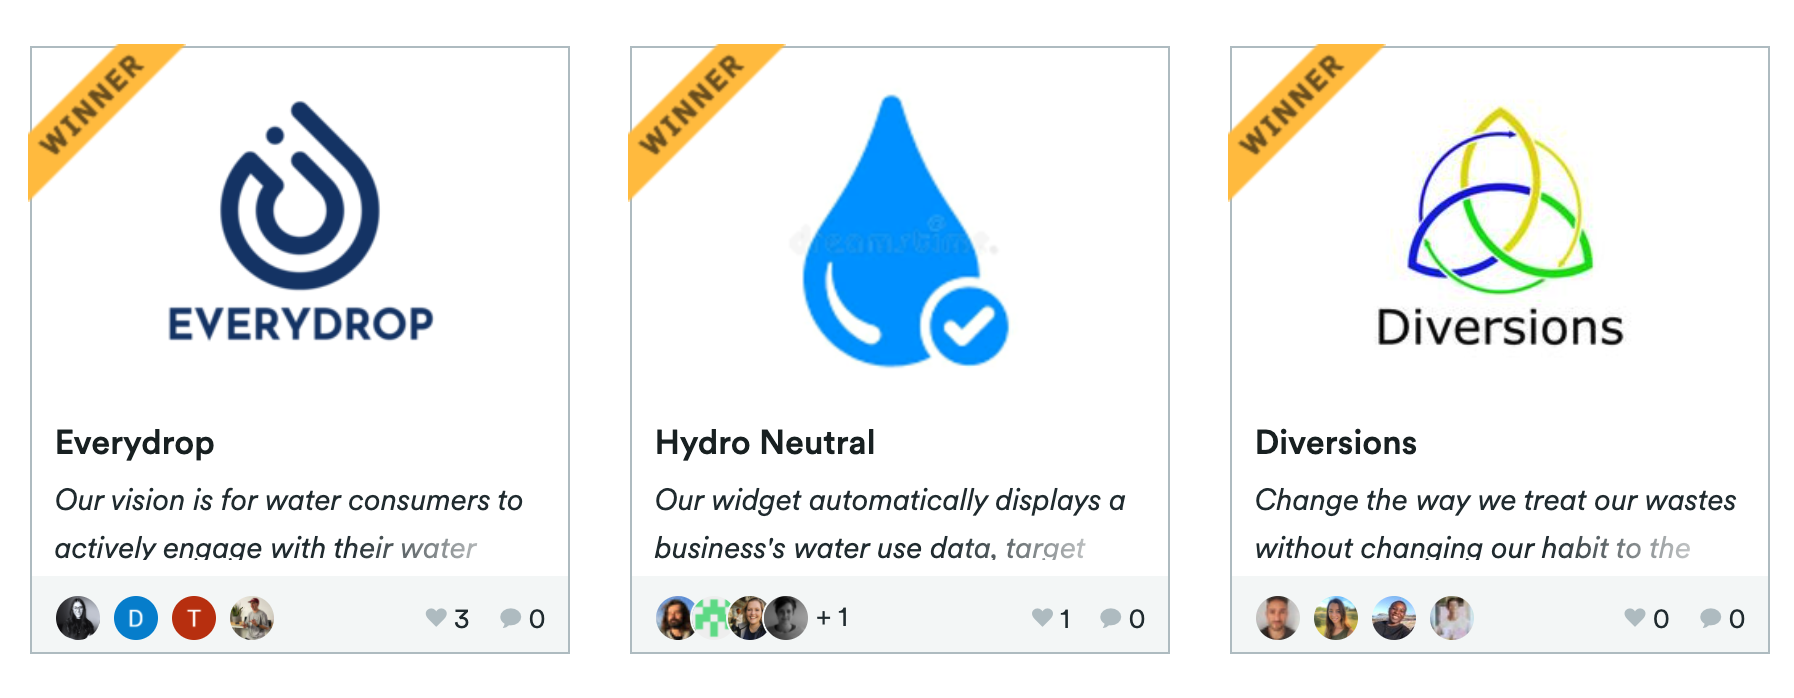 WINNER
EVERYDROP
Everydrop
Our vision is for water consumers to
actively engage with their water
D
T
3
0
WINNER
dreamstime.
Hydro Neutral
Our widget automatically displays a
business's water use data, target
+ 1
1
0
WINNER
Diversions
Diversions
Change the way we treat our wastes
without changing our habit to the
0
0